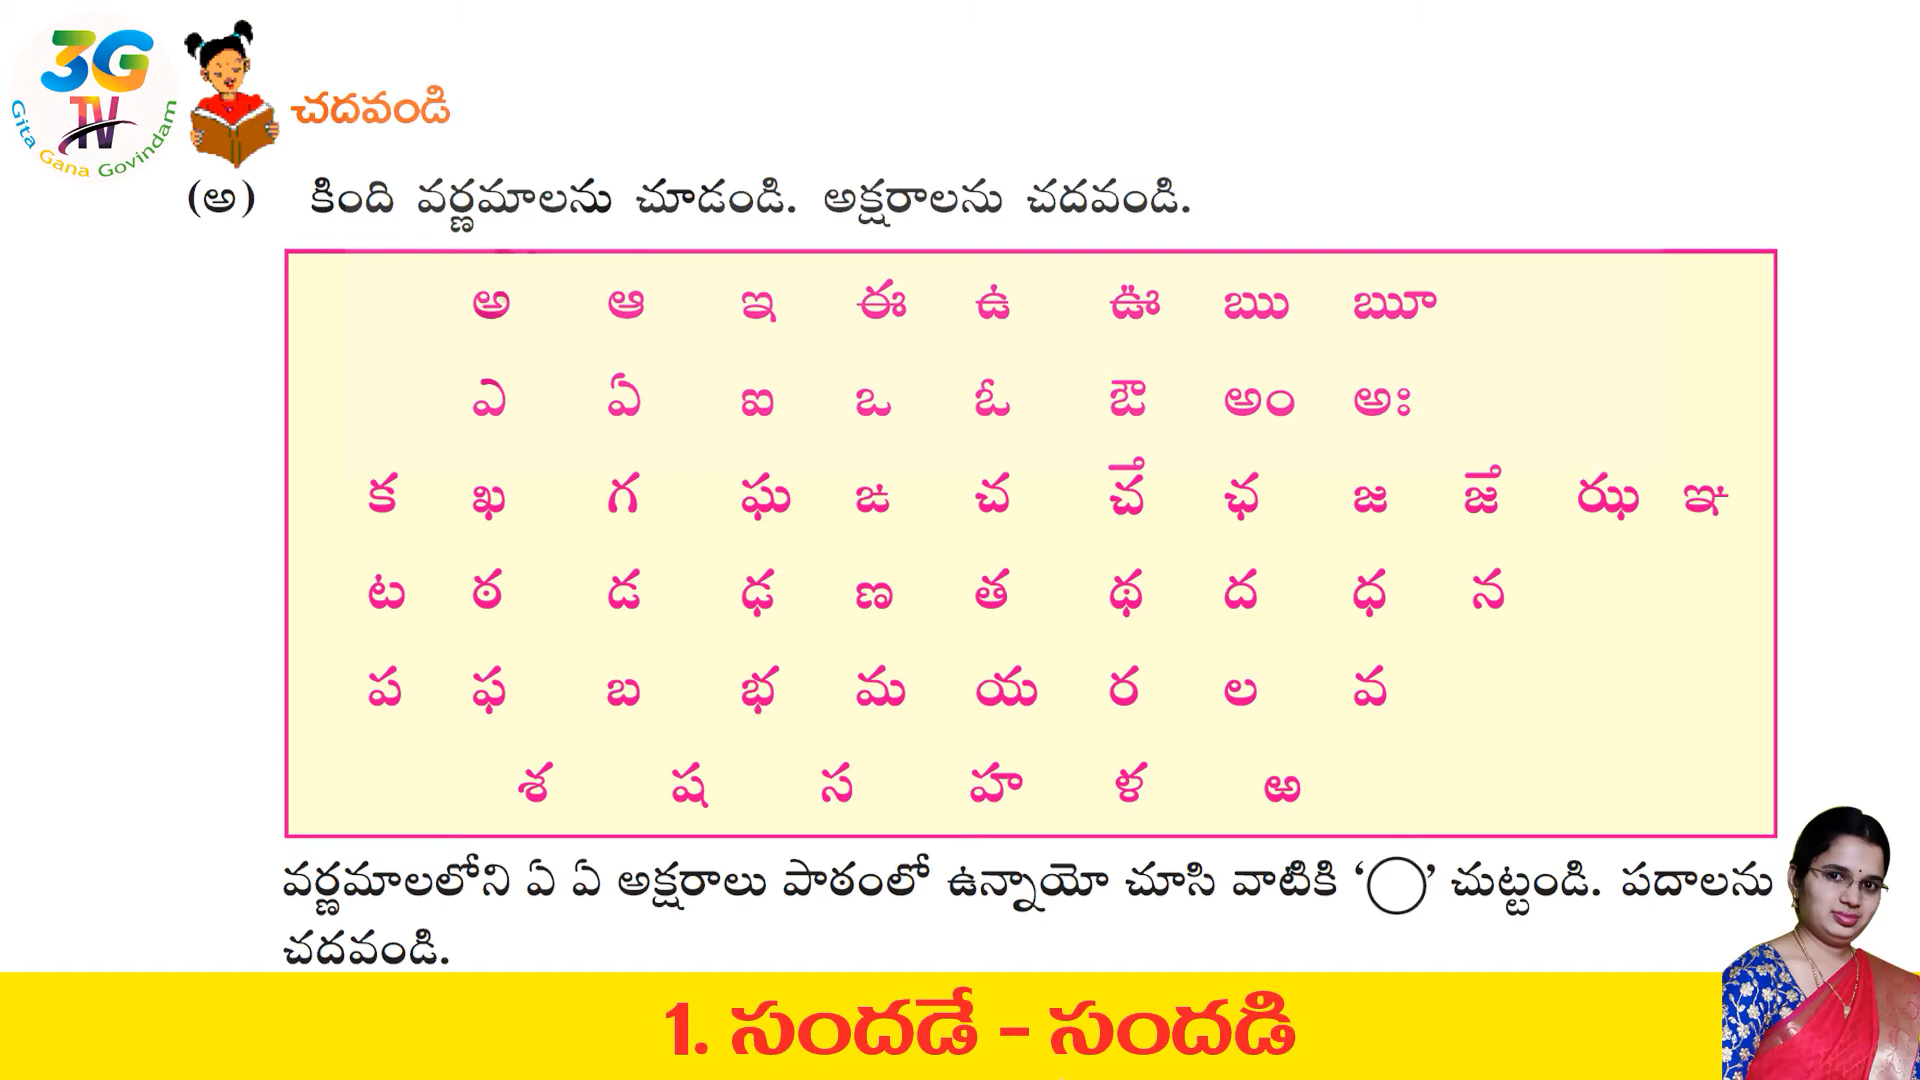 3G
TV
Gita Gana Govindam
చదవండి
(అ) కింది వర్ణమాలను చూడండి. అక్షరాలను చదవండి.
అ ఆ ఇ ఈ ఉ ఊ ఋ ౠ
ఎ ఏ ఐ ఒ ఓ ఔ అం అః
క ఖ గ ఘ ఙ చ ౘ ఛ జ ౙ ఝ ఞ
ట ఠ డ ఢ ణ త థ ద ధ న
ప ఫ బ భ మ య ర ల వ
శ ష స హ ళ ఱ
వర్ణమాలలోని ఏ ఏ అక్షరాలు పాఠంలో ఉన్నాయో చూసి వాటికి ‘◯’ చుట్టండి. పదాలను
చదవండి.
1. సందడే - సందడి